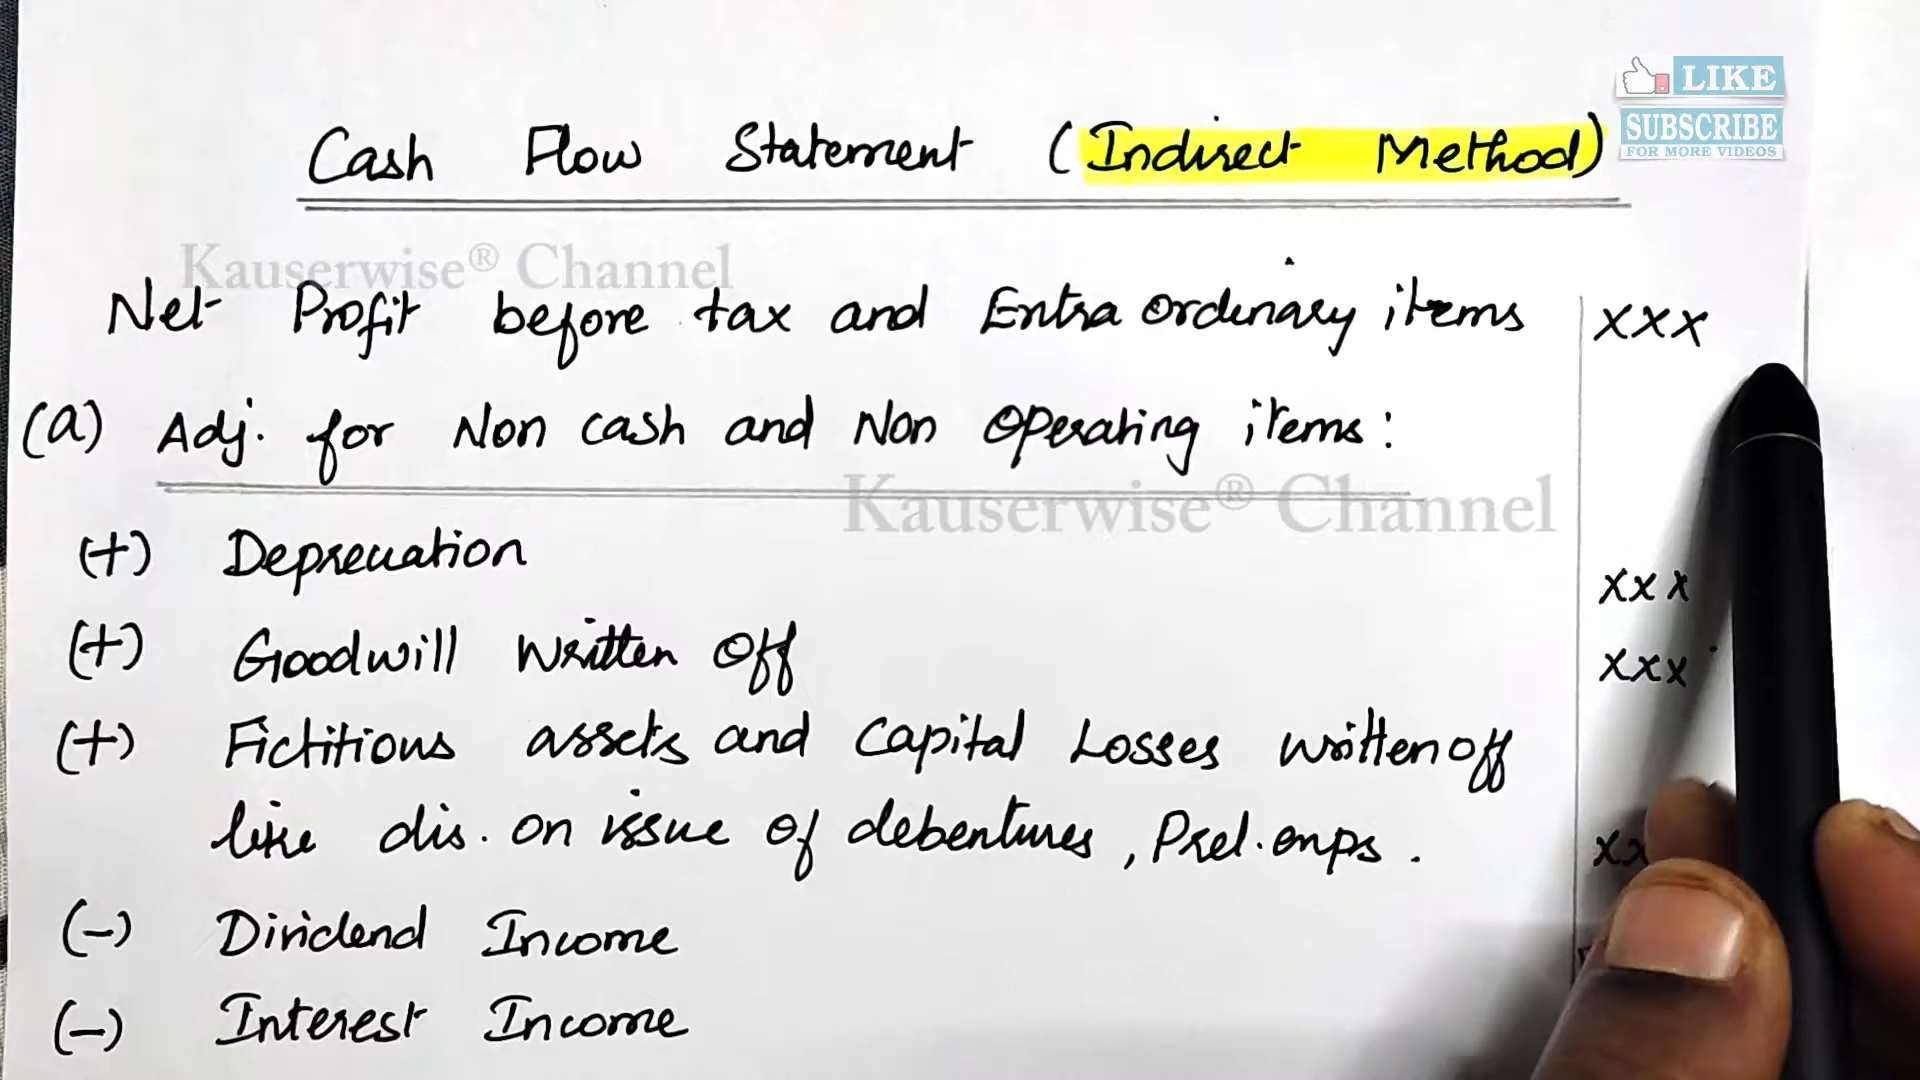 LIKE
SUBSCRIBE
FOR MORE VIDEOS
Cash Flow Statement (Indirect Method)
Kauserwise® Channel
Net Profit before tax and Extra ordinary items xxx
(a) Adj. for Non cash and Non Operating items:
Kauserwise® Channel
(+) Depreciation xxx
(+) Goodwill Written Off xxx
(+) Fictitious assets and Capital Losses written off
like dis. on issue of debentures, Prel. exps. xx
(-) Dividend Income
(-) Interest Income